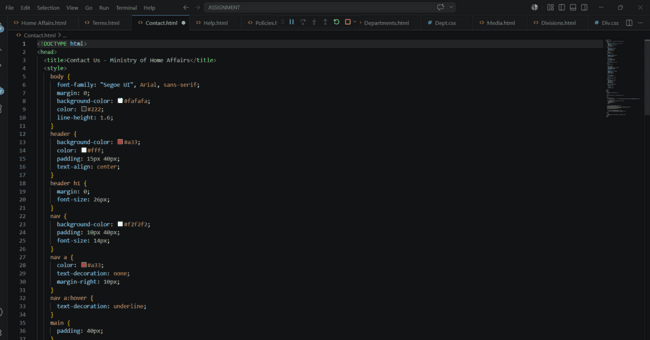 File Edit Selection View Go Run Terminal Help ASSIGNMENT
Home Affairs.html Terms.html Contact.html Help.html Policies.h Departments.html Dept.css Media.html Divisions.html Div.css
Contact.html > ...
1 <!DOCTYPE html>
2 <head>
3 <title>Contact Us - Ministry of Home Affairs</title>
4 <style>
5 body {
6 font-family: "Segoe UI", Arial, sans-serif;
7 margin: 0;
8 background-color: #fafafa;
9 color: #222;
10 line-height: 1.6;
11 }
12 header {
13 background-color: #a33;
14 color: #fff;
15 padding: 15px 40px;
16 text-align: center;
17 }
18 header h1 {
19 margin: 0;
20 font-size: 26px;
21 }
22 nav {
23 background-color: #f2f2f2;
24 padding: 10px 40px;
25 font-size: 14px;
26 }
27 nav a {
28 color: #a33;
29 text-decoration: none;
30 margin-right: 10px;
31 }
32 nav a:hover {
33 text-decoration: underline;
34 }
35 main {
36 padding: 40px;